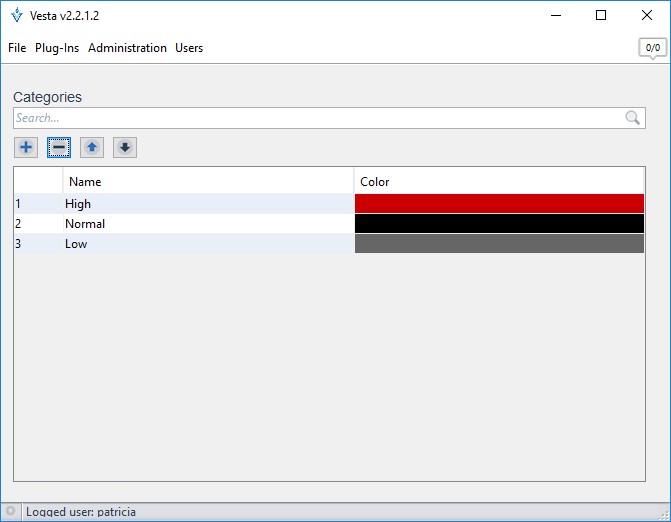 Vesta v2.2.1.2
File Plug-Ins Administration Users
0/0
Categories
Search...
Name Color
1 High
2 Normal
3 Low
Logged user: patricia